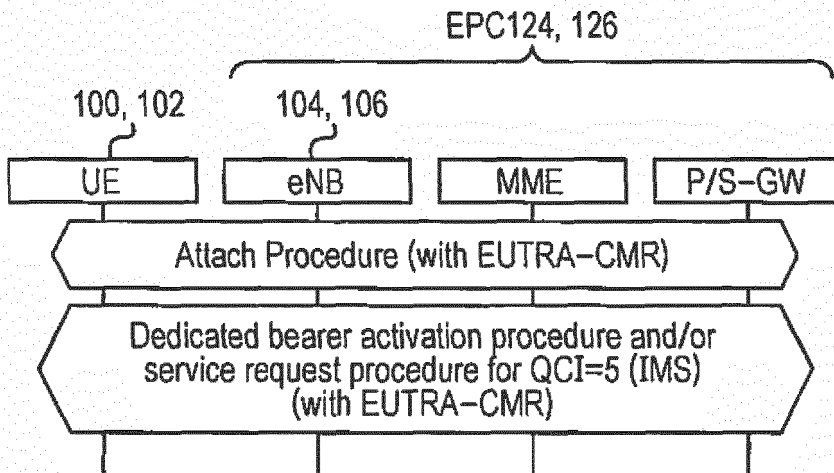 EPC124, 126
100, 102
104, 106
UE
eNB
MME
P/S-GW
Attach Procedure (with EUTRA-CMR)
Dedicated bearer activation procedure and/or
service request procedure for QCI=5 (IMS)
(with EUTRA-CMR)